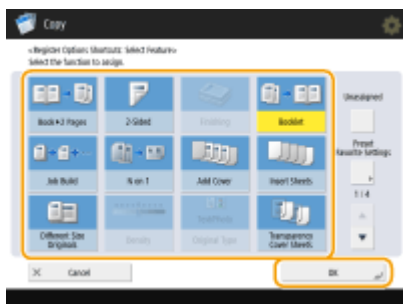 Copy
<Register Options Shortcuts: Select Feature>
Select the function to assign.
Book▸2 Pages
2-Sided
Finishing
Booklet
Unassigned
Job Build
N on 1
Add Cover
Insert Sheets
Preset
Favorite Settings
1/4
Different Size
Originals
Density
Original Type
Transparency
Cover Sheets
Cancel
OK